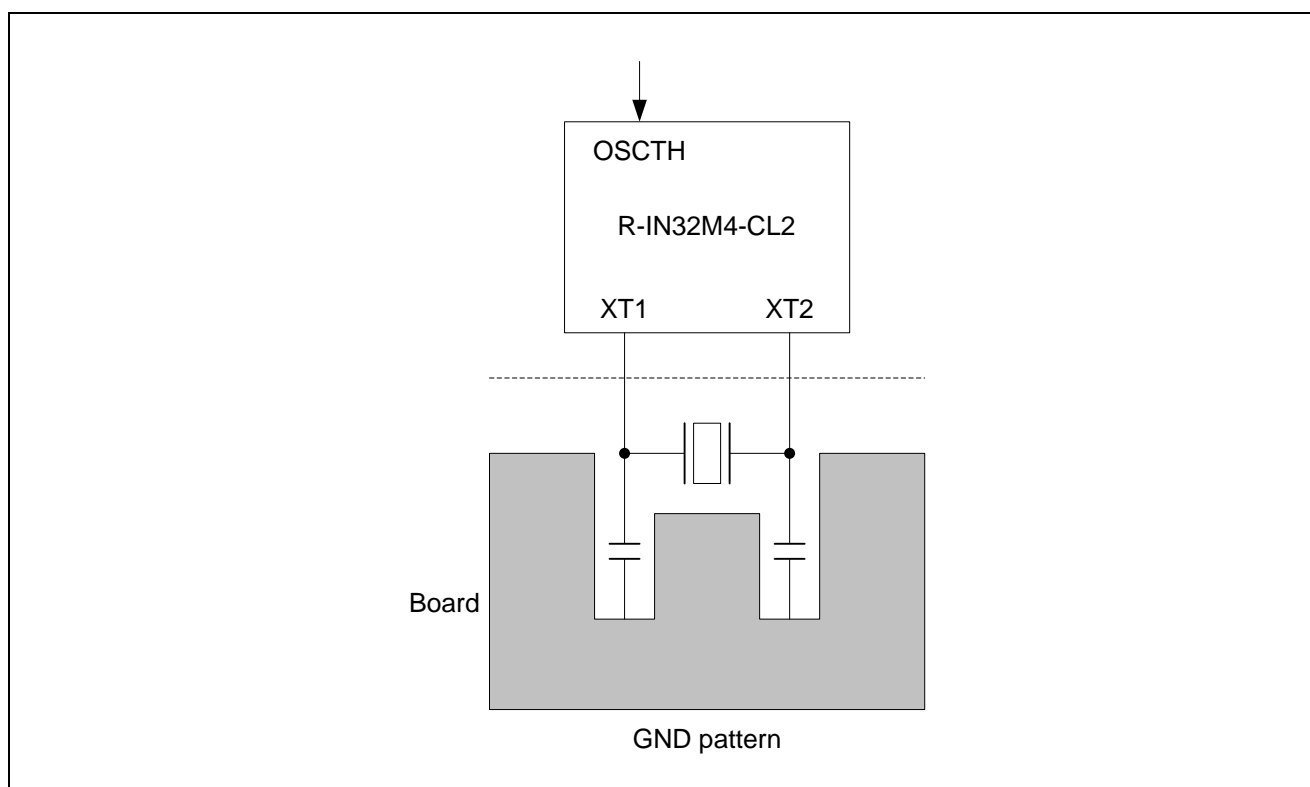 OSCTH
R-IN32M4-CL2
XT1 XT2
Board
GND pattern